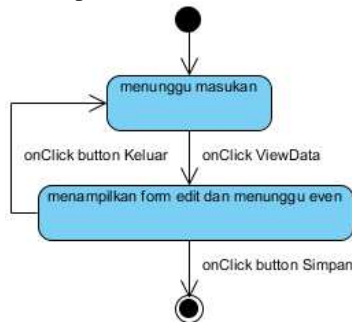 menunggu masukan
onClick button Keluar
onClick ViewData
menampilkan form edit dan menunggu even
onClick button Simpan